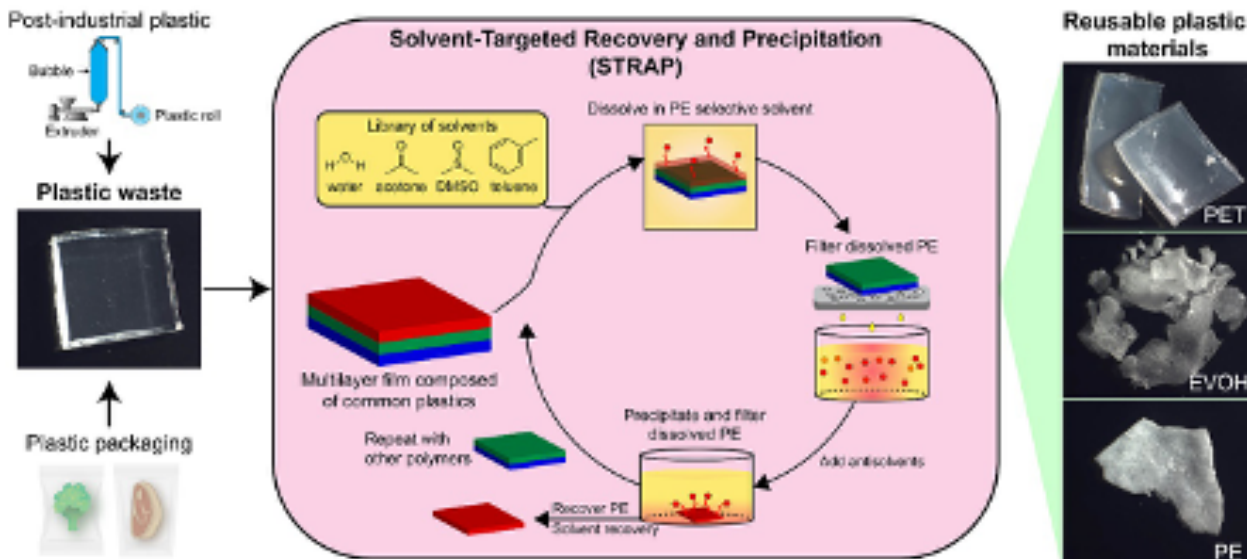 Post-industrial plastic
Bubble
Extruder
Plastic roll
Plastic waste
Plastic packaging
Solvent-Targeted Recovery and Precipitation
(STRAP)
Library of solvents
H O H
water
acetone
O
S
DMSO
toluene
Dissolve in PE selective solvent
Filter dissolved PE
Add antisolvents
Precipitate and filter
dissolved PE
Recover PE
Solvent recovery
Repeat with
other polymers
Multilayer film composed
of common plastics
Reusable plastic
materials
PET
EVOH
PE